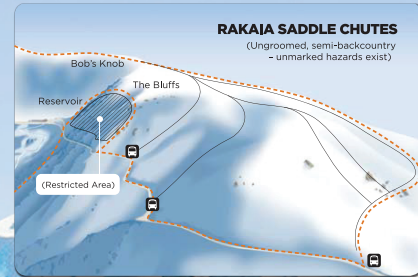 RAKAIA SADDLE CHUTES
(Ungroomed, semi-backcountry
– unmarked hazards exist)
Bob's Knob
The Bluffs
Reservoir
(Restricted Area)